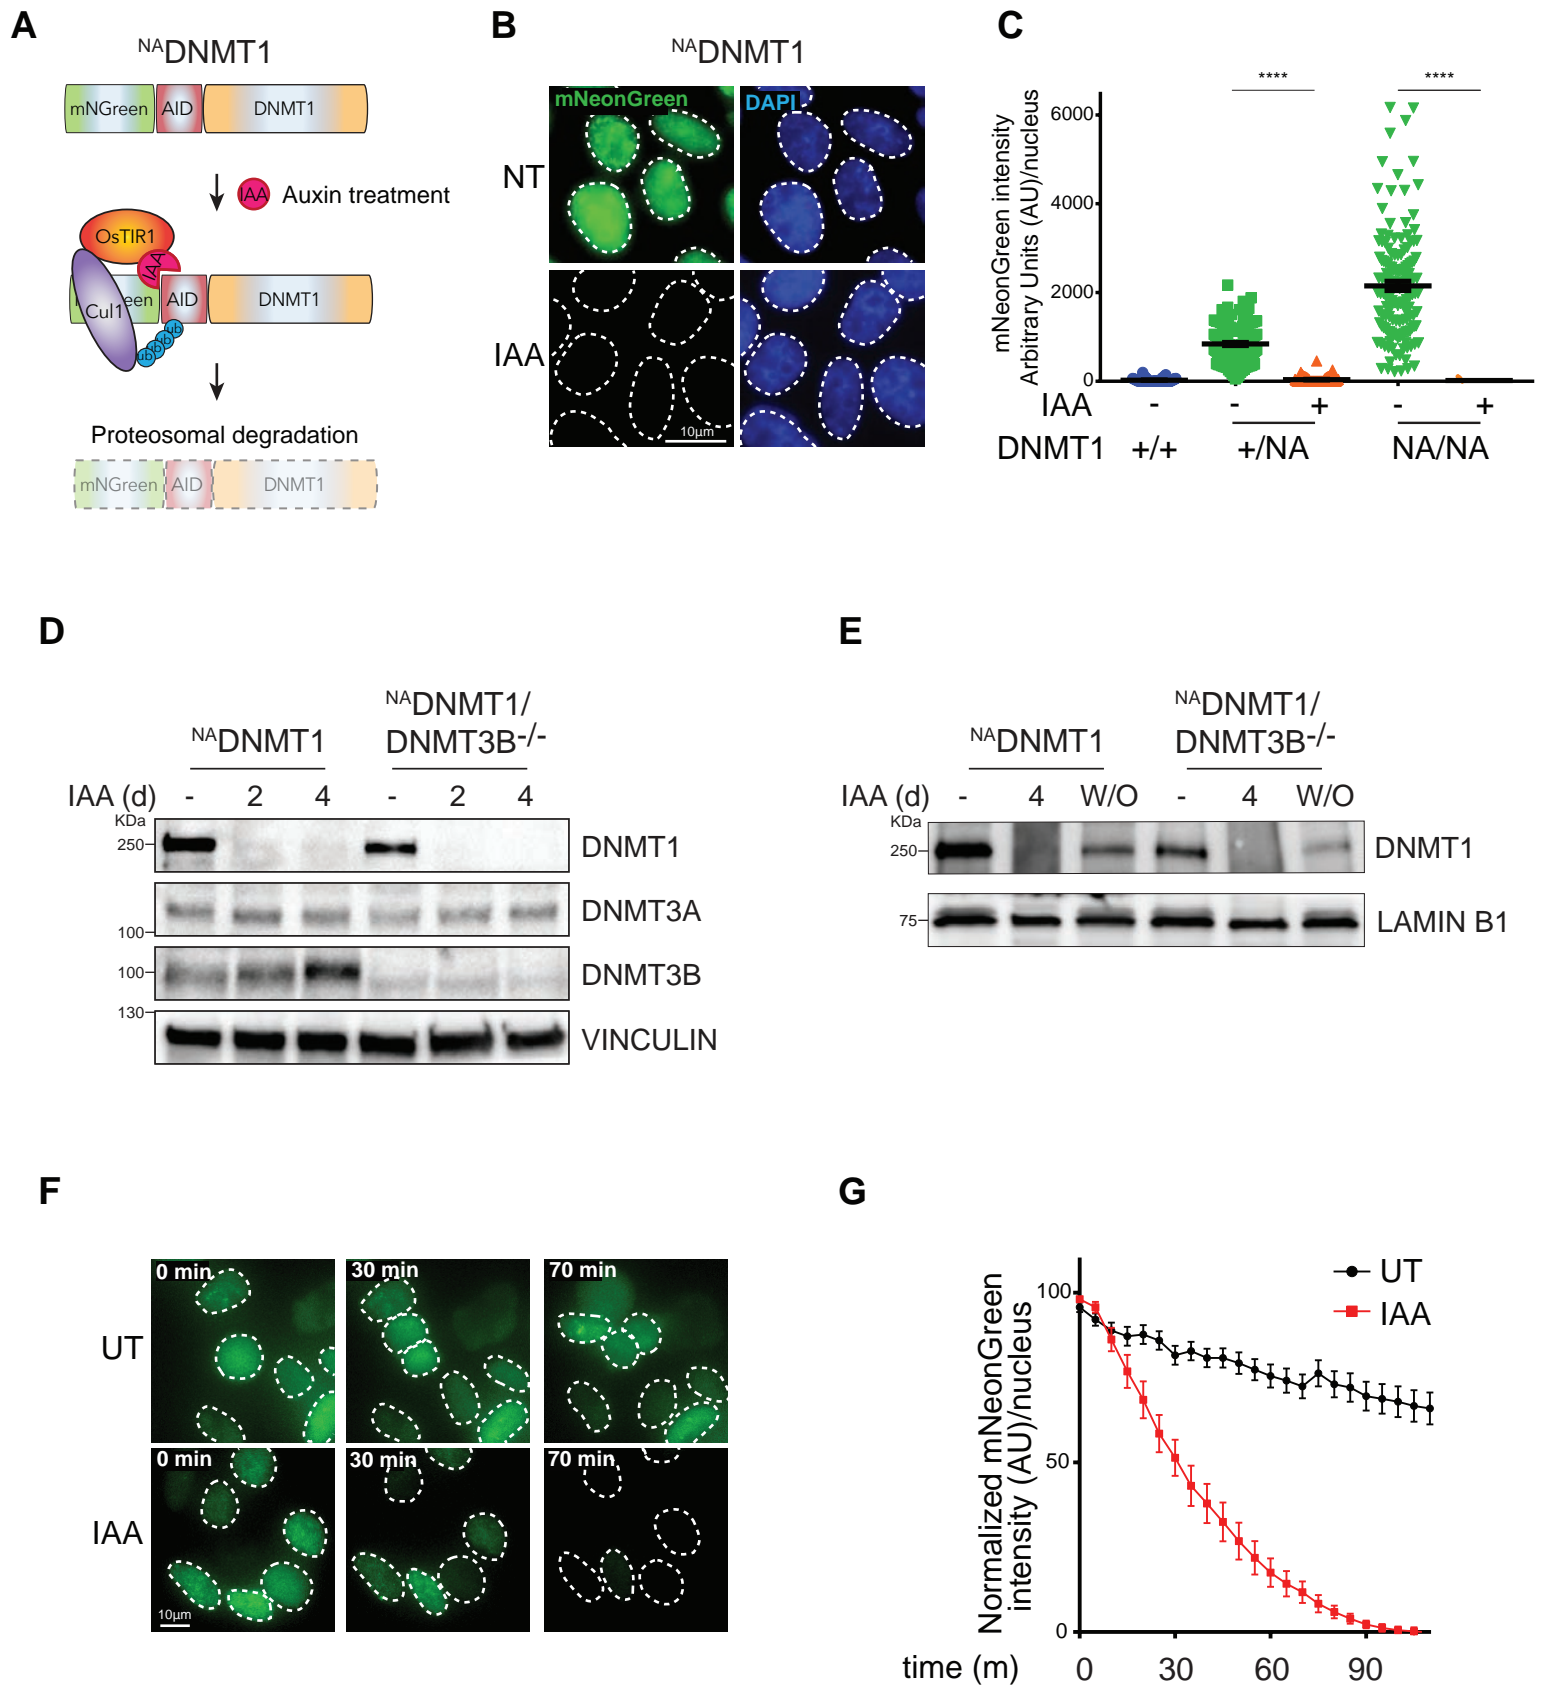 A
NADNMT1
mNGreen AID DNMT1
IAA Auxin treatment
OsTIR1
IAA
Cul1 een AID DNMT1
ub ub ub ub
Proteosomal degradation
mNGreen AID DNMT1
B
NADNMT1
mNeonGreen DAPI
NT
IAA
10µm
C
**** ****
mNeonGreen intensity
Arbitrary Units (AU)/nucleus
6000
4000
2000
0
IAA - - + - +
DNMT1 +/+ +/NA NA/NA
D
NADNMT1/
NADNMT1 DNMT3B-/-
IAA (d) - 2 4 - 2 4
KDa
250 DNMT1
DNMT3A
100
100 DNMT3B
130
VINCULIN
E
NADNMT1/
NADNMT1 DNMT3B-/-
IAA (d) - 4 W/O - 4 W/O
KDa
250 DNMT1
75 LAMIN B1
F
0 min 30 min 70 min
UT
0 min 30 min 70 min
IAA
10µm
G
UT
IAA
Normalized mNeonGreen
intensity (AU)/nucleus
100
50
0
time (m) 0 30 60 90